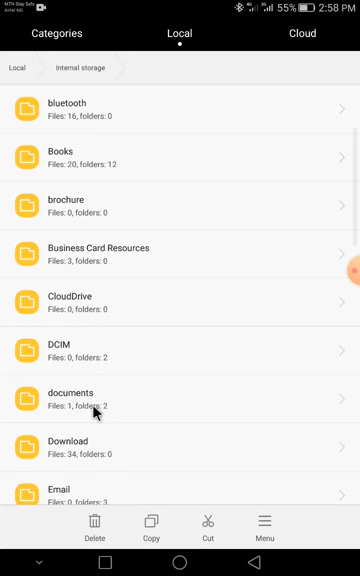 MTN-Stay Safe
Airtel NG
55%
2:58 PM
Categories
Local
Cloud
Local
Internal storage
bluetooth
Files: 16, folders: 0
Books
Files: 20, folders: 12
brochure
Files: 0, folders: 0
Business Card Resources
Files: 3, folders: 0
CloudDrive
Files: 0, folders: 0
DCIM
Files: 0, folders: 2
documents
Files: 1, folders: 2
Download
Files: 34, folders: 0
Email
Files: 0, folders: 3
Delete
Copy
Cut
Menu